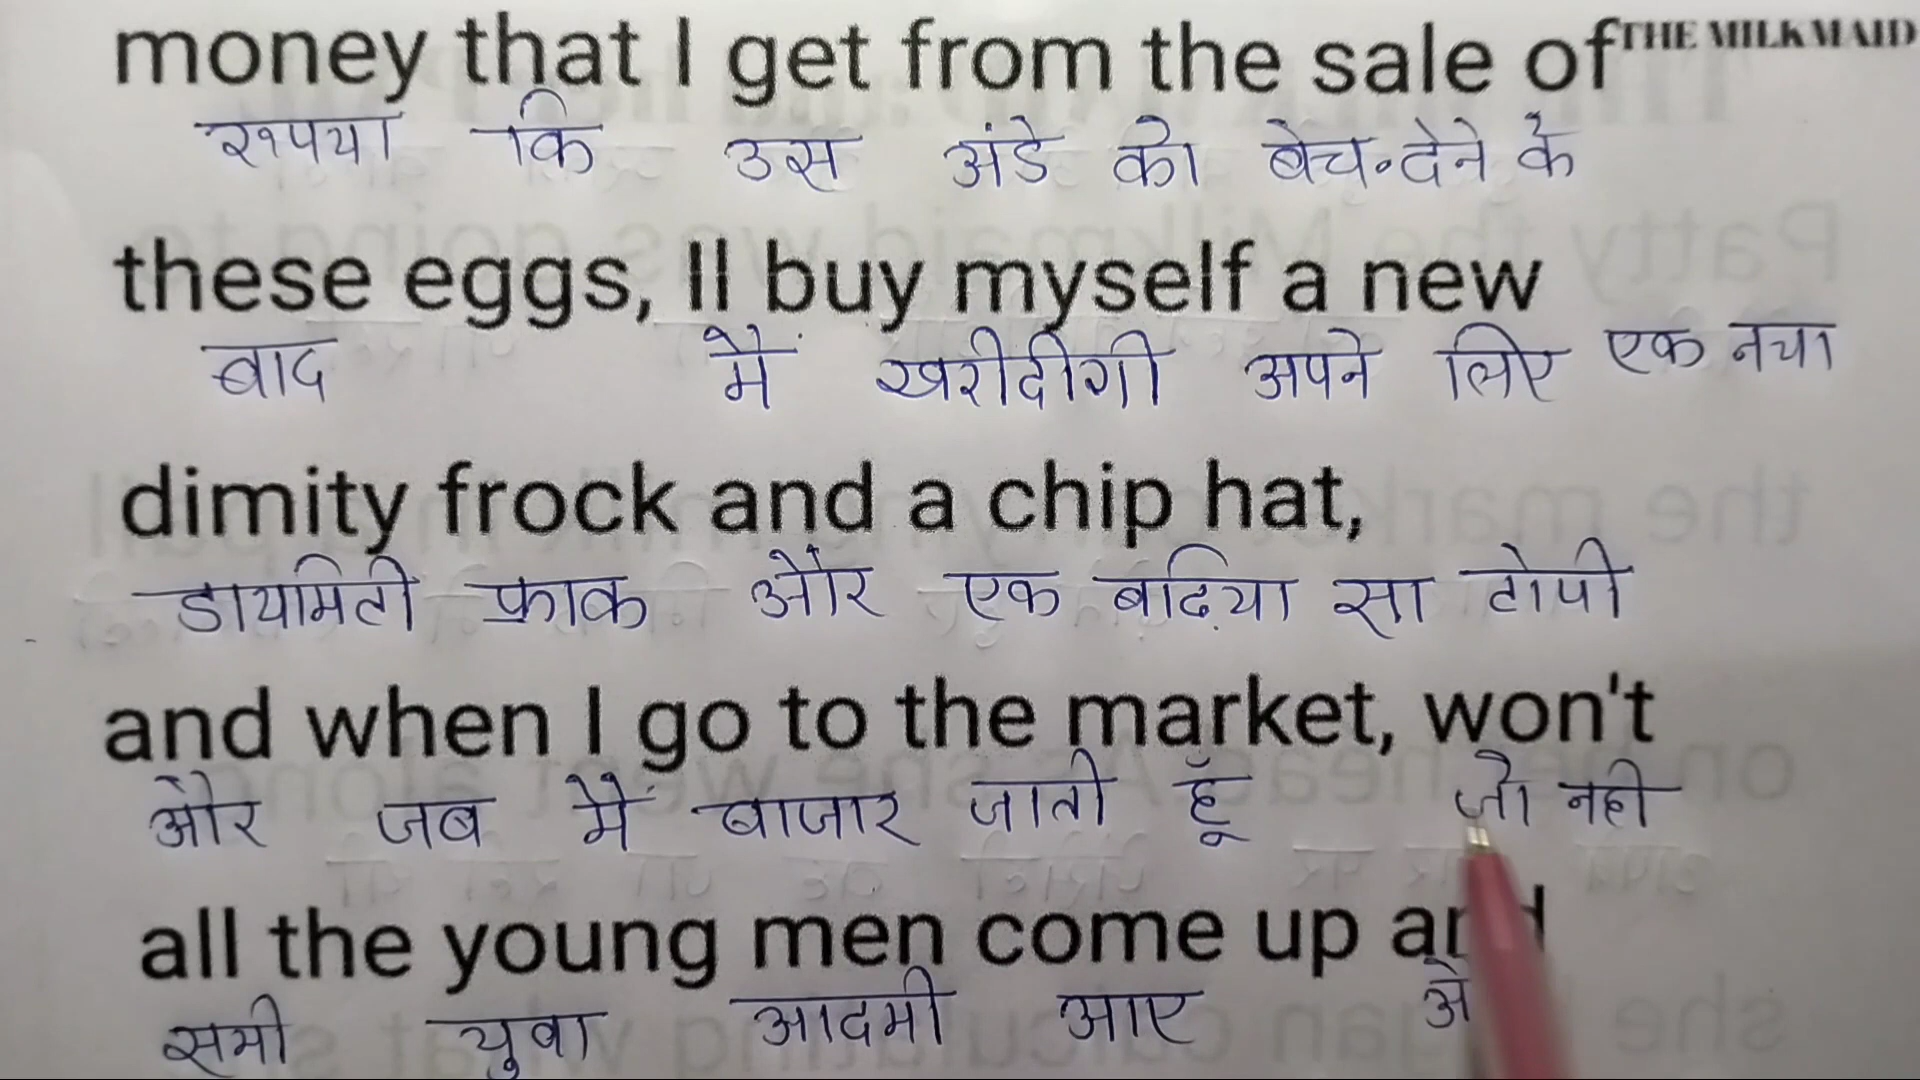 money that I get from the sale of THE MILKMAID
रुपया कि उस अंडे को बेच देने के
these eggs, Il buy myself a new
बाद मैं खरीदीगी अपने लिए एक नया
dimity frock and a chip hat,
डायमिटी फ्राक और एक बढ़िया सा टोपी
and when I go to the market, won't
और जब मैं बाजार जाती हूँ जो नही
all the young men come up and
सभी युवा आदमी आए